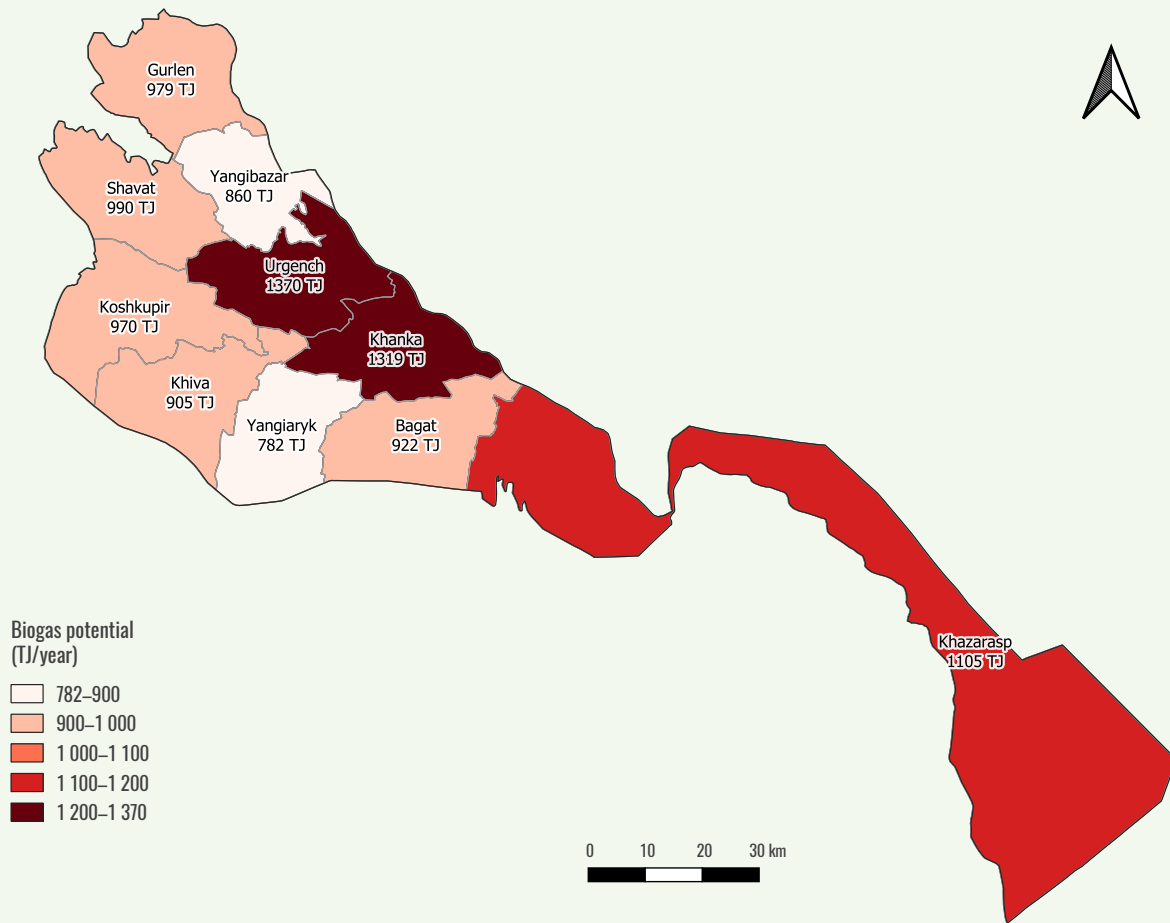 Gurlen
979 TJ
Yangibazar
860 TJ
Shavat
990 TJ
Urgench
1370 TJ
Koshkupir
970 TJ
Khanka
1319 TJ
Khiva
905 TJ
Yangiaryk
782 TJ
Bagat
922 TJ
Khazarasp
1105 TJ
Biogas potential
(TJ/year)
782–900
900–1 000
1 000–1 100
1 100–1 200
1 200–1 370
0 10 20 30 km